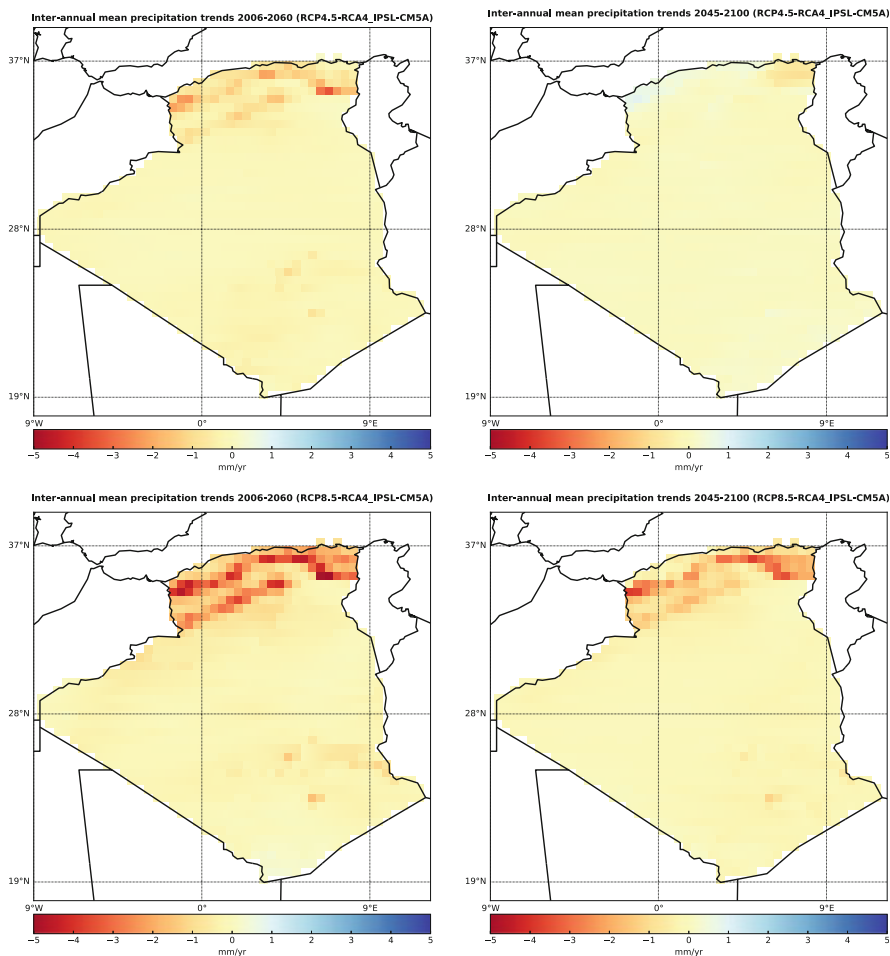 Inter-annual mean precipitation trends 2006-2060 (RCP4.5-RCA4_IPSL-CM5A)
37°N
28°N
19°N
9°W 0° 9°E
−5 −4 −3 −2 −1 0 1 2 3 4 5
mm/yr
Inter-annual mean precipitation trends 2045-2100 (RCP4.5-RCA4_IPSL-CM5A)
37°N
28°N
19°N
9°W 0° 9°E
−5 −4 −3 −2 −1 0 1 2 3 4 5
mm/yr
Inter-annual mean precipitation trends 2006-2060 (RCP8.5-RCA4_IPSL-CM5A)
37°N
28°N
19°N
9°W 0° 9°E
−5 −4 −3 −2 −1 0 1 2 3 4 5
mm/yr
Inter-annual mean precipitation trends 2045-2100 (RCP8.5-RCA4_IPSL-CM5A)
37°N
28°N
19°N
9°W 0° 9°E
−5 −4 −3 −2 −1 0 1 2 3 4 5
mm/yr